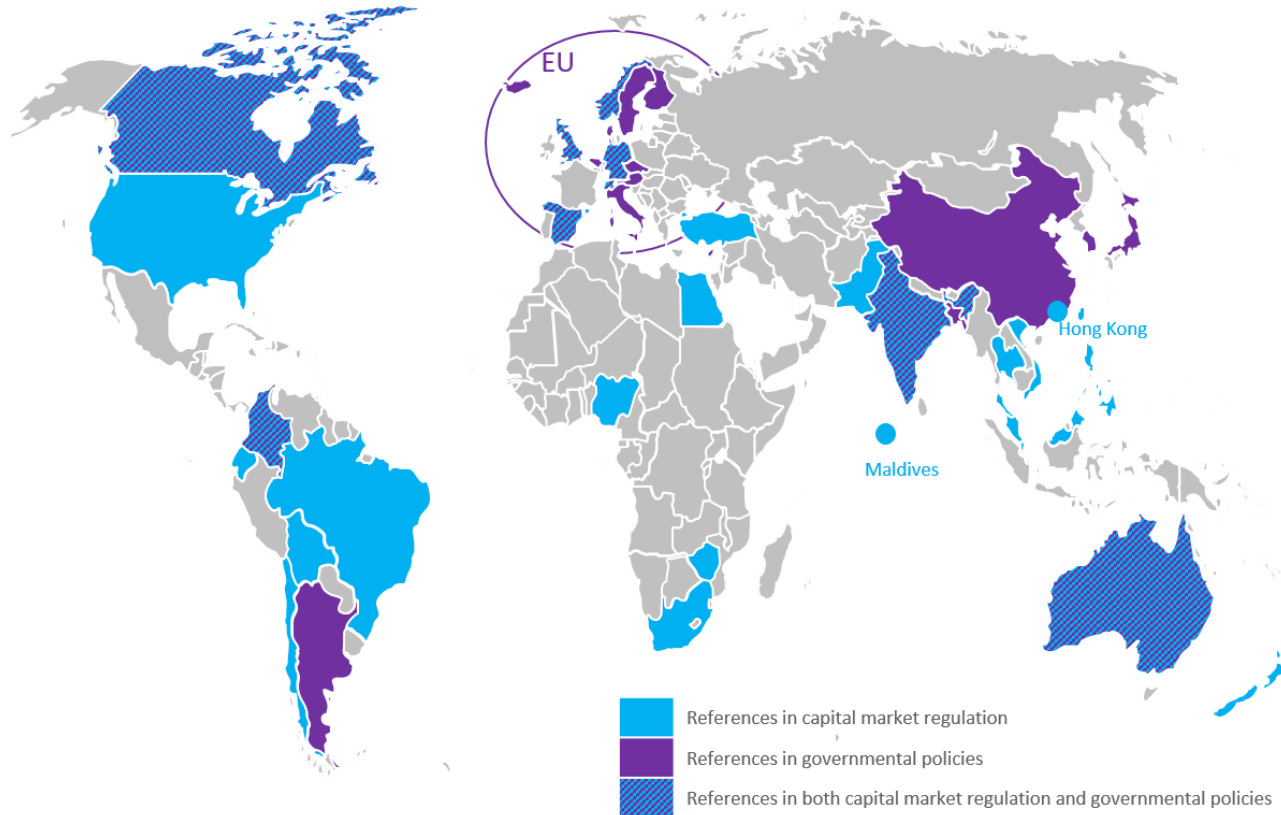 EU
Hong Kong
Maldives
References in capital market regulation
References in governmental policies
References in both capital market regulation and governmental policies